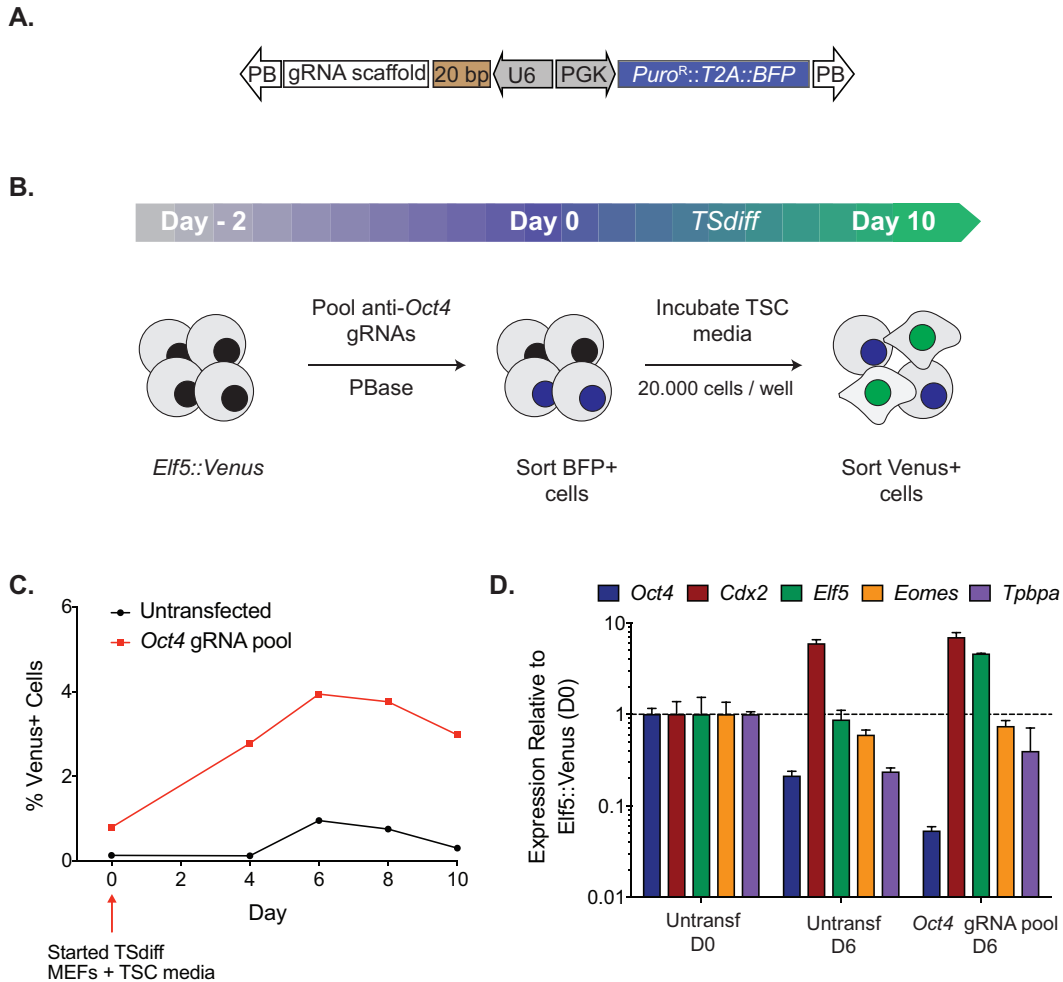 A.
PB gRNA scaffold 20 bp U6 PGK Puroᴿ::T2A::BFP PB
B.
Day - 2 Day 0 TSdiff Day 10
Pool anti-Oct4
gRNAs
PBase
Incubate TSC
media
20.000 cells / well
Elf5::Venus
Sort BFP+
cells
Sort Venus+
cells
C.
% Venus+ Cells
6
4
2
0
Untransfected
Oct4 gRNA pool
0 2 4 6 8 10
Day
Started TSdiff
MEFs + TSC media
D.
Oct4 Cdx2 Elf5 Eomes Tpbpa
Expression Relative to
Elf5::Venus (D0)
10
1
0.1
0.01
Untransf
D0
Untransf
D6
Oct4 gRNA pool
D6